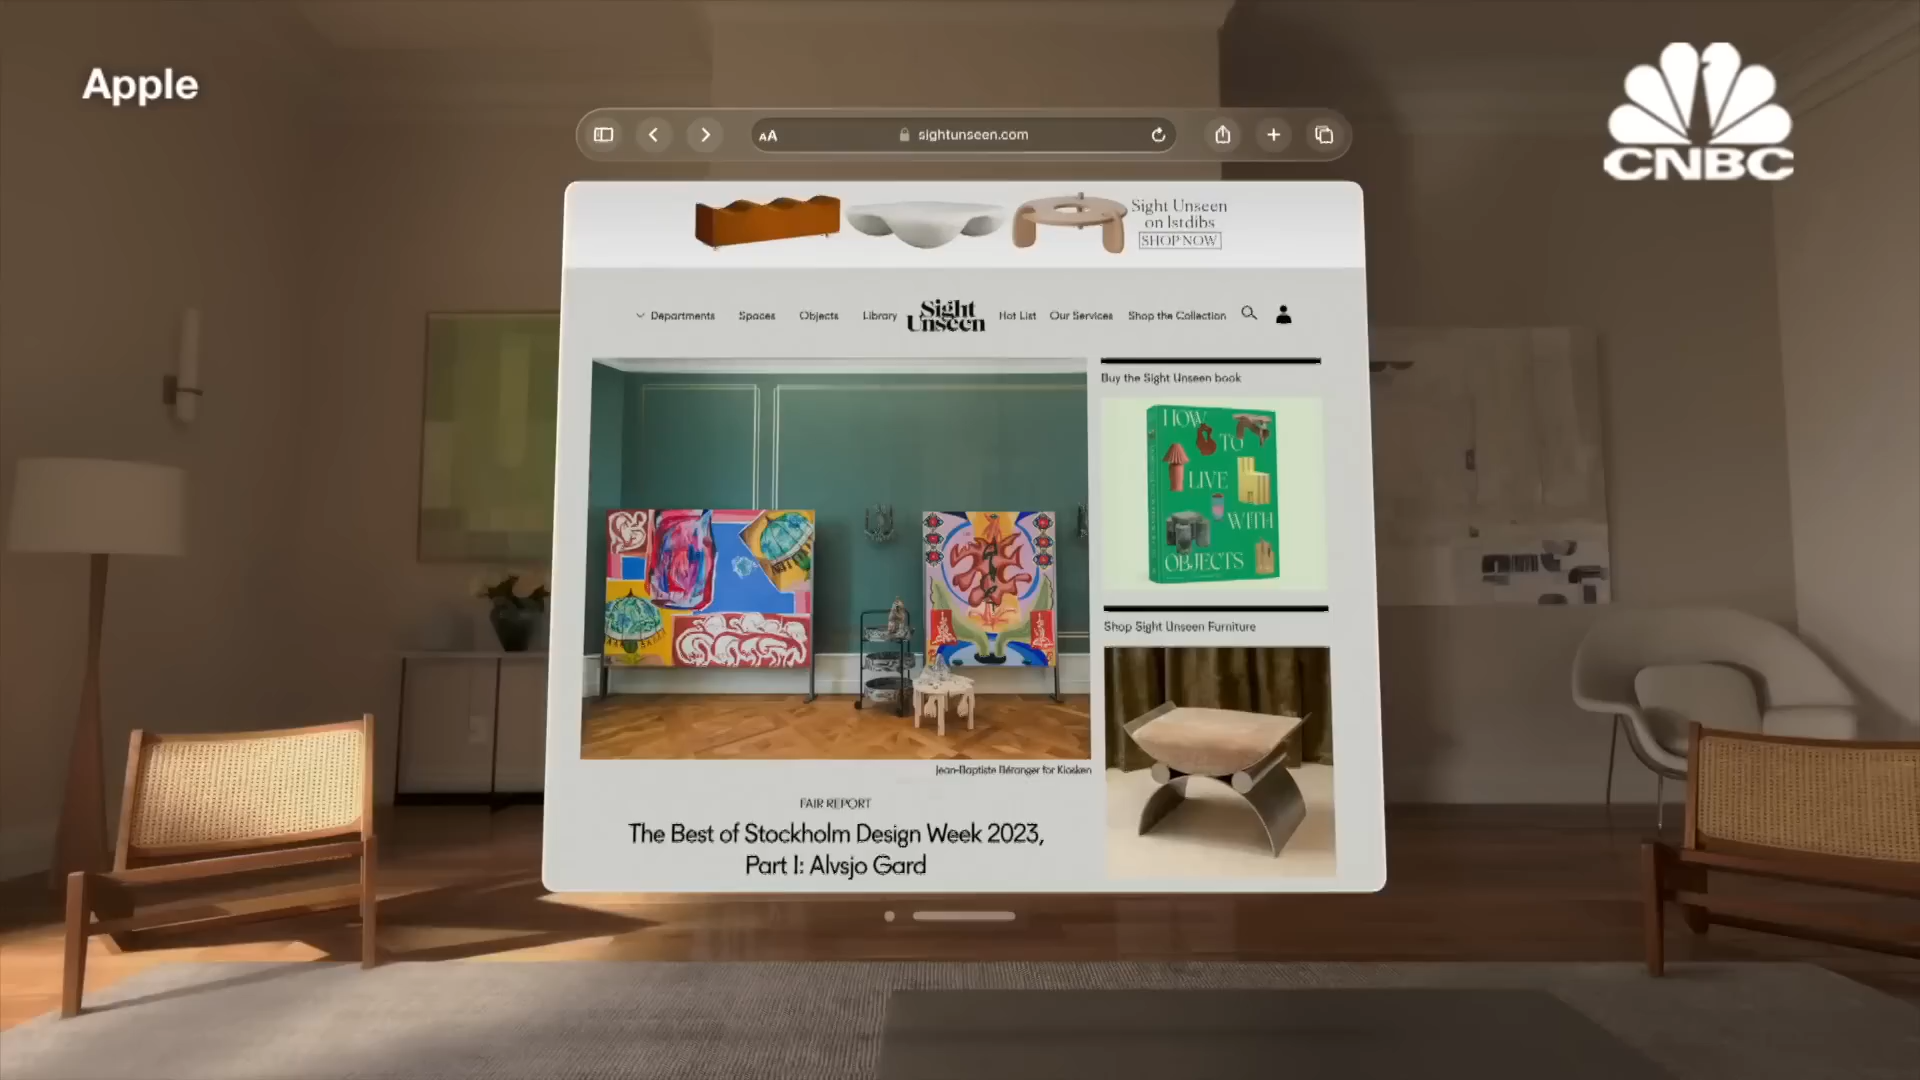 Apple
CNBC
AA
sightunseen.com
Sight Unseen
on 1stdibs
SHOP NOW
Departments
Spaces
Objects
Library
Sight
Unseen
Hot List
Our Services
Shop the Collection
Buy the Sight Unseen book
HOW
TO
LIVE
WITH
OBJECTS
Jean-Baptiste Béranger for Kiosken
Shop Sight Unseen Furniture
FAIR REPORT
The Best of Stockholm Design Week 2023,
Part I: Alvsjo Gard